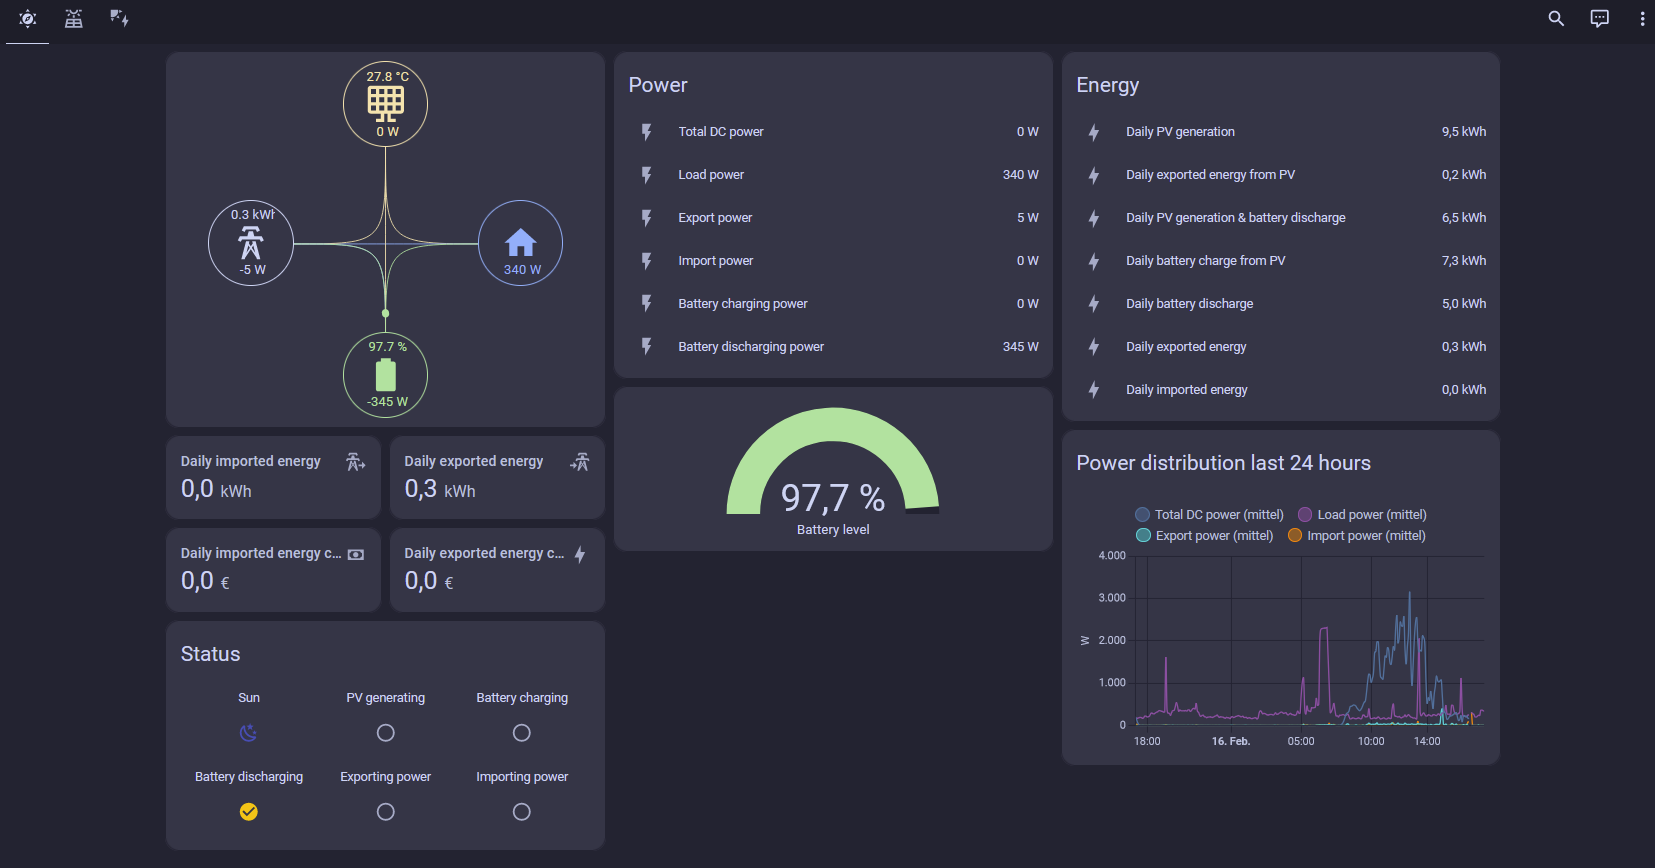 27.8 °C
0 W
0.3 kWh
-5 W
340 W
97.7 %
-345 W
Daily imported energy
0,0 kWh
Daily exported energy
0,3 kWh
Daily imported energy c...
0,0 €
Daily exported energy c...
0,0 €
Status
Sun PV generating Battery charging
Battery discharging Exporting power Importing power
Power
Total DC power 0 W
Load power 340 W
Export power 5 W
Import power 0 W
Battery charging power 0 W
Battery discharging power 345 W
97,7 %
Battery level
Energy
Daily PV generation 9,5 kWh
Daily exported energy from PV 0,2 kWh
Daily PV generation & battery discharge 6,5 kWh
Daily battery charge from PV 7,3 kWh
Daily battery discharge 5,0 kWh
Daily exported energy 0,3 kWh
Daily imported energy 0,0 kWh
Power distribution last 24 hours
Total DC power (mittel) Load power (mittel)
Export power (mittel) Import power (mittel)
4.000
3.000
W
2.000
1.000
0
18:00 16. Feb. 05:00 10:00 14:00